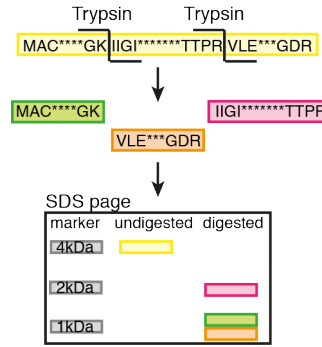 Trypsin Trypsin
MAC****GK IIGI*******TTPR VLE***GDR
MAC****GK IIGI*******TTPR
VLE***GDR
SDS page
marker undigested digested
4kDa
2kDa
1kDa